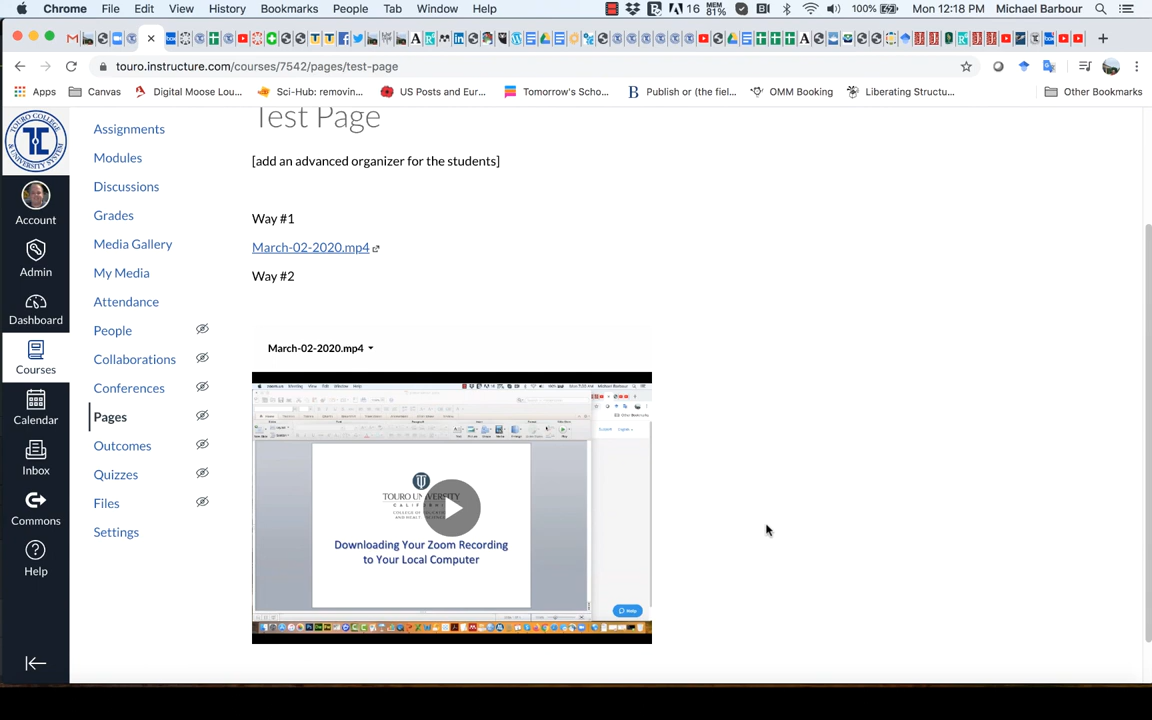 Chrome File Edit View History Bookmarks People Tab Window Help 16 MEM 81% 100% Mon 12:18 PM Michael Barbour
touro.instructure.com/courses/7542/pages/test-page
Apps Canvas Digital Moose Lou... Sci-Hub: removin... US Posts and Eur... Tomorrow's Scho... Publish or (the fiel... OMM Booking Liberating Structu... Other Bookmarks
Test Page
Assignments
[add an advanced organizer for the students]
Modules
Discussions
Account
Grades
Way #1
Media Gallery
March-02-2020.mp4
Admin
My Media
Way #2
Attendance
Dashboard
People
March-02-2020.mp4
Collaborations
Courses
Conferences
Pages
Calendar
Outcomes
Inbox
Quizzes
TOURO UNIVERSITY
CALIFORNIA
Files
Commons
Settings
Downloading Your Zoom Recording
to Your Local Computer
Help
Help